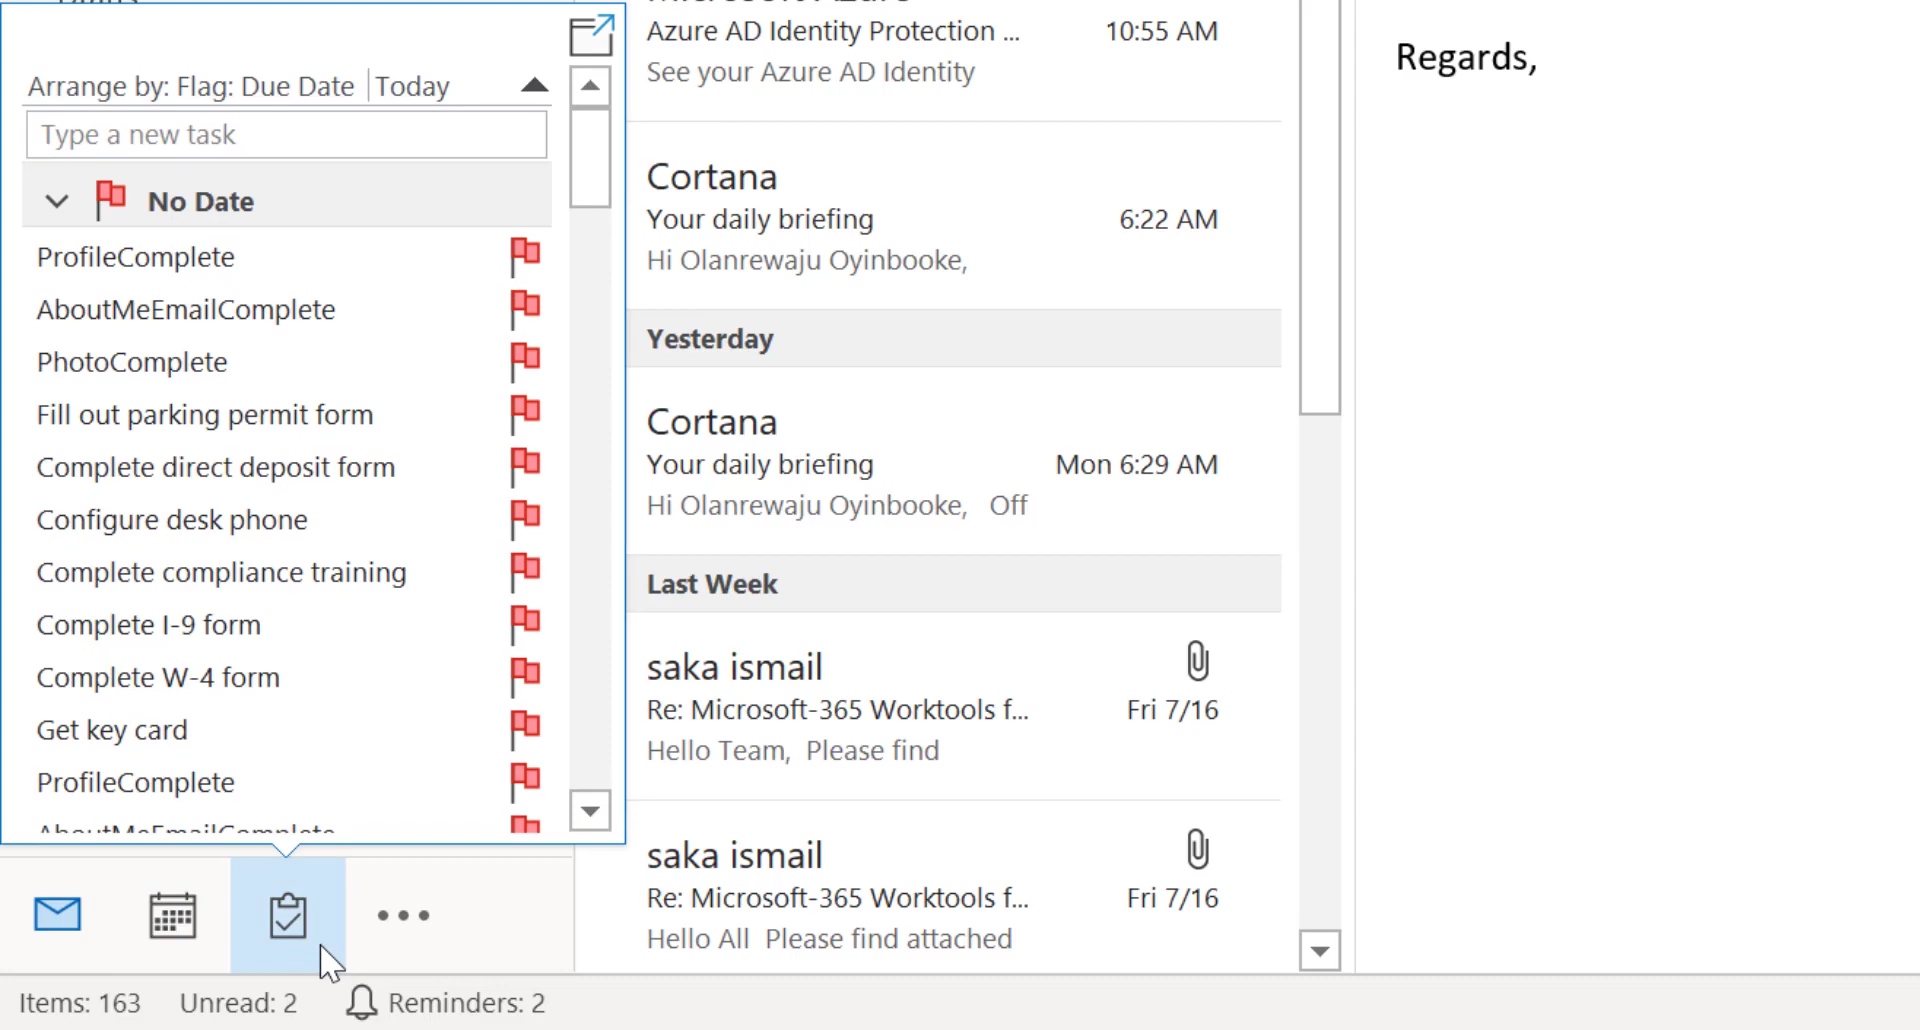 Arrange by: Flag: Due Date Today
Type a new task
No Date
ProfileComplete
AboutMeEmailComplete
PhotoComplete
Fill out parking permit form
Complete direct deposit form
Configure desk phone
Complete compliance training
Complete I-9 form
Complete W-4 form
Get key card
ProfileComplete
AboutMeEmailComplete
Microsoft Azure
Azure AD Identity Protection ... 10:55 AM
See your Azure AD Identity
Cortana
Your daily briefing 6:22 AM
Hi Olanrewaju Oyinbooke,
Yesterday
Cortana
Your daily briefing Mon 6:29 AM
Hi Olanrewaju Oyinbooke, Off
Last Week
saka ismail
Re: Microsoft-365 Worktools f... Fri 7/16
Hello Team, Please find
saka ismail
Re: Microsoft-365 Worktools f... Fri 7/16
Hello All Please find attached
Regards,
Items: 163 Unread: 2 Reminders: 2